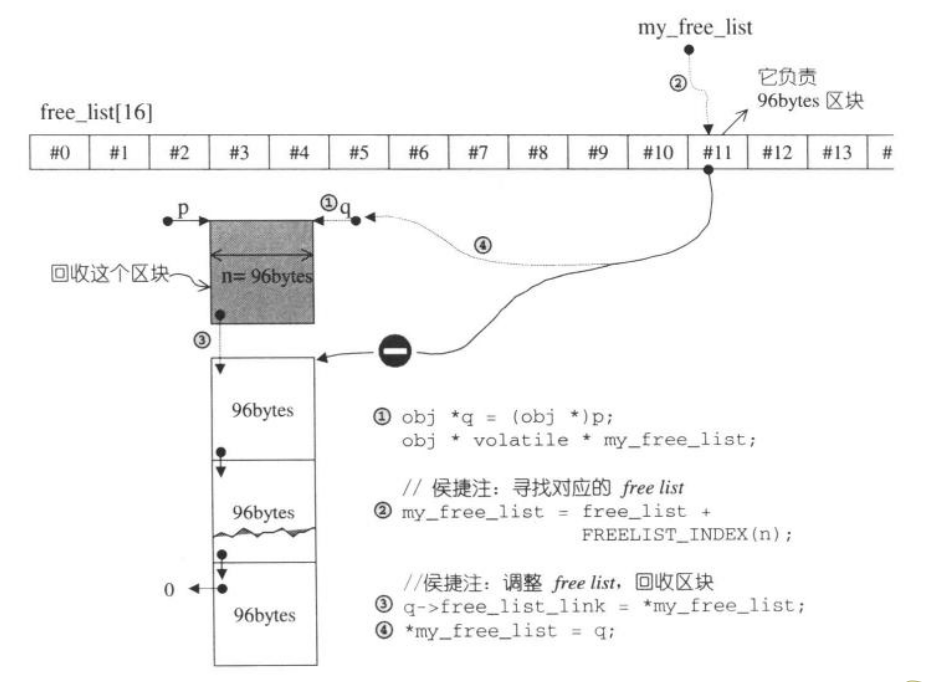 my_free_list
②
它负责
96bytes 区块
free_list[16]
#0 #1 #2 #3 #4 #5 #6 #7 #8 #9 #10 #11 #12 #13 #
p ① q
④
回收这个区块
n= 96bytes
③
96bytes
① obj *q = (obj *)p;
obj * volatile * my_free_list;
96bytes
// 侯捷注：寻找对应的 free list
② my_free_list = free_list +
FREELIST_INDEX(n);
0
96bytes
//侯捷注：调整 free list，回收区块
③ q->free_list_link = *my_free_list;
④ *my_free_list = q;